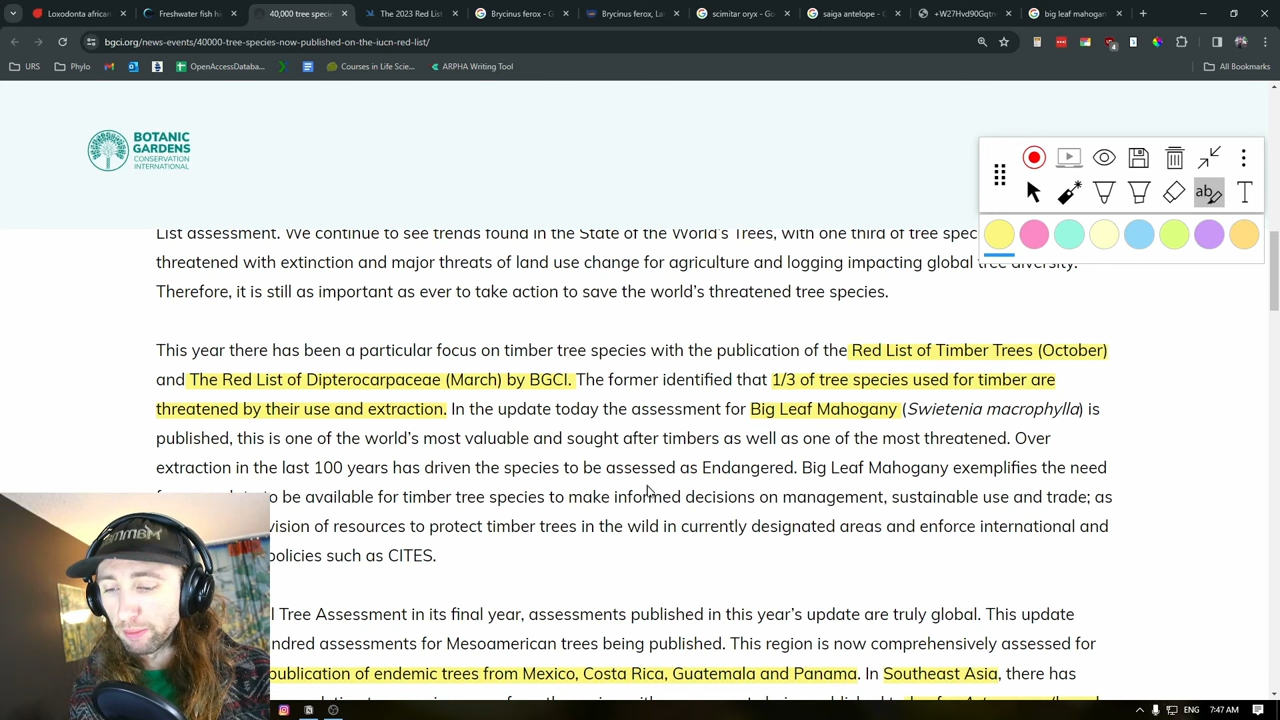 Loxodonta african
Freshwater fish hi
40,000 tree specie
The 2023 Red List
Brycinus ferox - G
Brycinus ferox, La
scimitar oryx - Go
saiga antelope - G
+W27Hvd90Gqtn
big leaf mahogan
bgci.org/news-events/40000-tree-species-now-published-on-the-iucn-red-list/
URS
Phylo
OpenAccessDataba...
Courses in Life Scie...
ARPHA Writing Tool
All Bookmarks
BOTANIC
GARDENS
CONSERVATION
INTERNATIONAL
List assessment. We continue to see trends found in the State of the World's Trees, with one third of tree spec
threatened with extinction and major threats of land use change for agriculture and logging impacting global tree diversity.
Therefore, it is still as important as ever to take action to save the world's threatened tree species.
This year there has been a particular focus on timber tree species with the publication of the Red List of Timber Trees (October)
and The Red List of Dipterocarpaceae (March) by BGCI. The former identified that 1/3 of tree species used for timber are
threatened by their use and extraction. In the update today the assessment for Big Leaf Mahogany (Swietenia macrophylla) is
published, this is one of the world's most valuable and sought after timbers as well as one of the most threatened. Over
extraction in the last 100 years has driven the species to be assessed as Endangered. Big Leaf Mahogany exemplifies the need
to be available for timber tree species to make informed decisions on management, sustainable use and trade; as
vision of resources to protect timber trees in the wild in currently designated areas and enforce international and
policies such as CITES.
l Tree Assessment in its final year, assessments published in this year's update are truly global. This update
ndred assessments for Mesoamerican trees being published. This region is now comprehensively assessed for
publication of endemic trees from Mexico, Costa Rica, Guatemala and Panama. In Southeast Asia, there has
ENG
7:47 AM